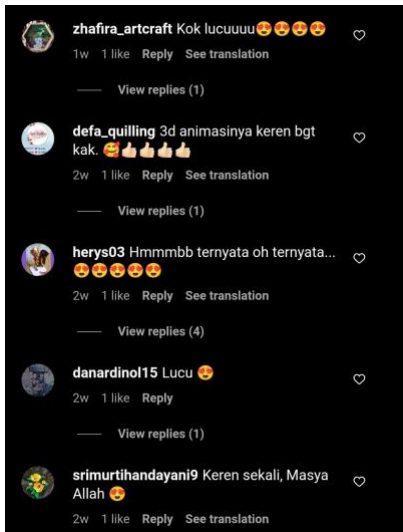 zhafira_artcraft Kok lucuuuu😍😍😍😍
1w 1 like Reply See translation
View replies (1)
defa_quilling 3d animasinya keren bgt
kak. 🥰👍🏻👍🏻👍🏻👍🏻
2w 1 like Reply See translation
View replies (1)
herys03 Hmmmbb ternyata oh ternyata...
😍😍😍😍😍
2w 1 like Reply See translation
View replies (4)
danardinol15 Lucu 😍
2w 1 like Reply
View replies (1)
srimurtihandayani9 Keren sekali, Masya
Allah 😍
2w 1 like Reply See translation